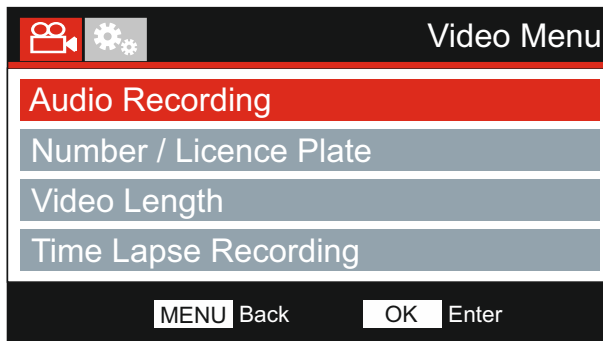 Video Menu
Audio Recording
Number / Licence Plate
Video Length
Time Lapse Recording
MENU Back OK Enter